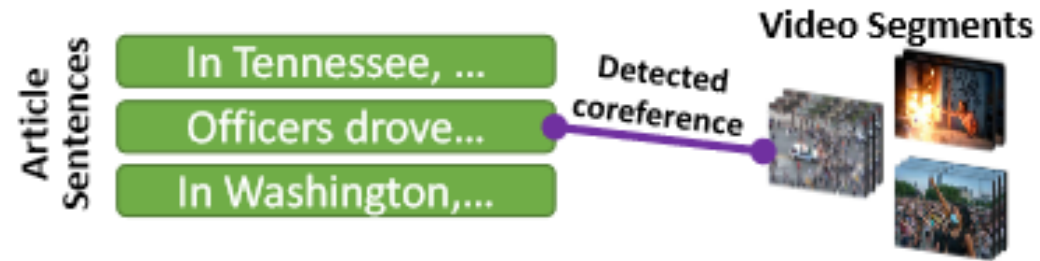 Article
Sentences
In Tennessee, ...
Officers drove...
In Washington,...
Detected
coreference
Video Segments